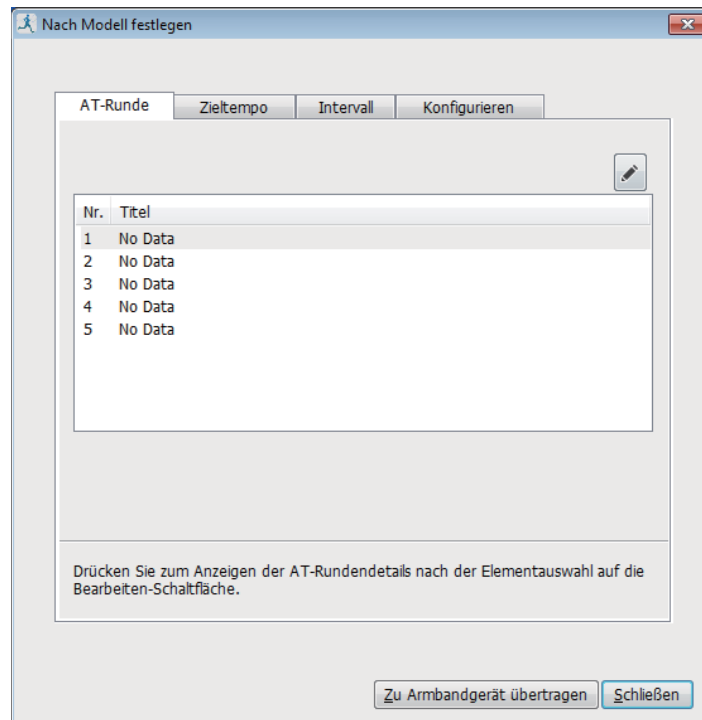 Nach Modell festlegen
AT-Runde Zieltempo Intervall Konfigurieren
Nr. Titel
1 No Data
2 No Data
3 No Data
4 No Data
5 No Data
Drücken Sie zum Anzeigen der AT-Rundendetails nach der Elementauswahl auf die
Bearbeiten-Schaltfläche.
Zu Armbandgerät übertragen Schließen